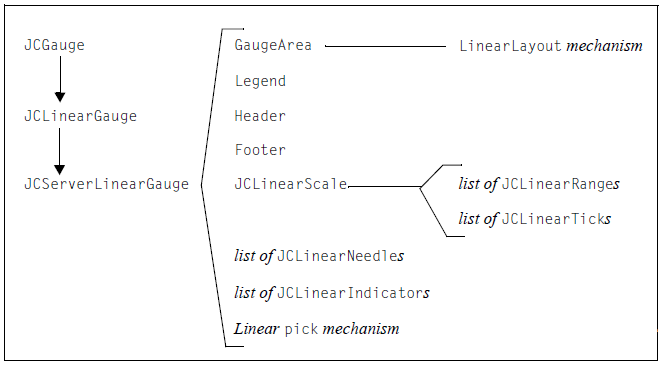 JCGauge
GaugeArea
LinearLayout mechanism
Legend
JCLinearGauge
Header
Footer
JCServerLinearGauge
JCLinearScale
list of JCLinearRanges
list of JCLinearTicks
list of JCLinearNeedles
list of JCLinearIndicators
Linear pick mechanism